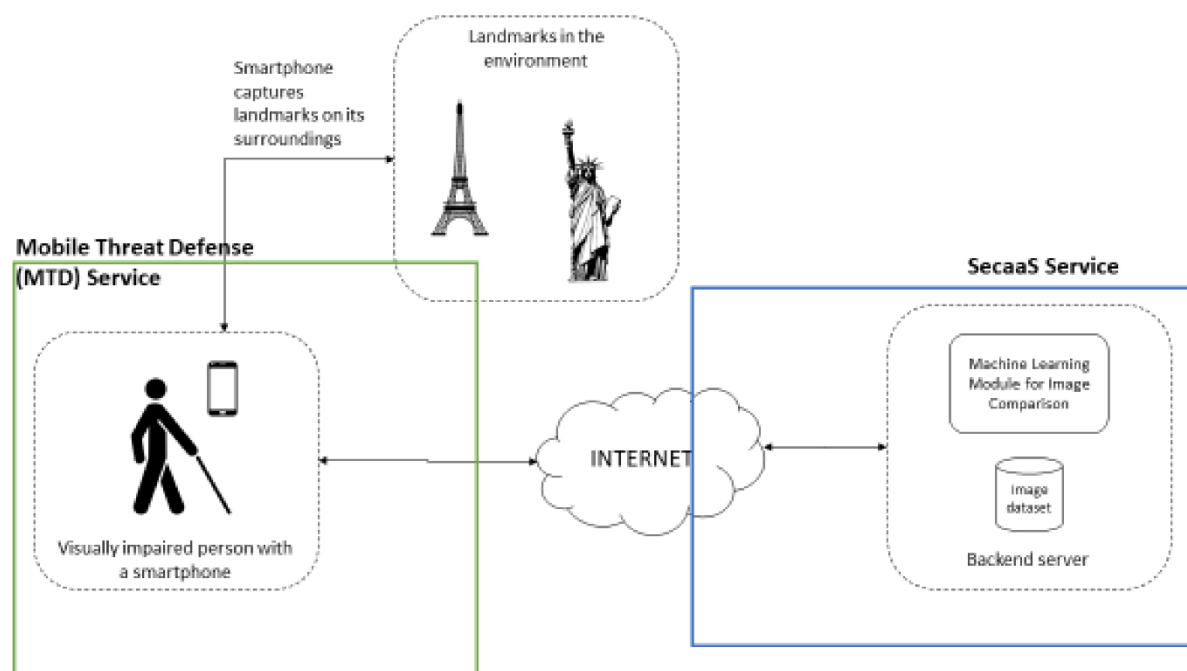 Landmarks in the
environment
Smartphone
captures
landmarks on its
surroundings
Mobile Threat Defense
(MTD) Service
SecaaS Service
Machine Learning
Module for Image
Comparison
INTERNET
Image
dataset
Visually impaired person with
a smartphone
Backend server